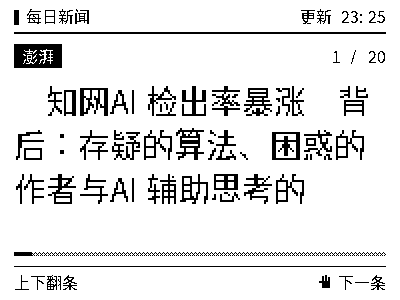 每日新闻
更新 23:25
澎湃
1 / 20
知网AI 检出率暴涨 背
后：存疑的算法、困惑的
作者与AI 辅助思考的
上下翻条
下一条